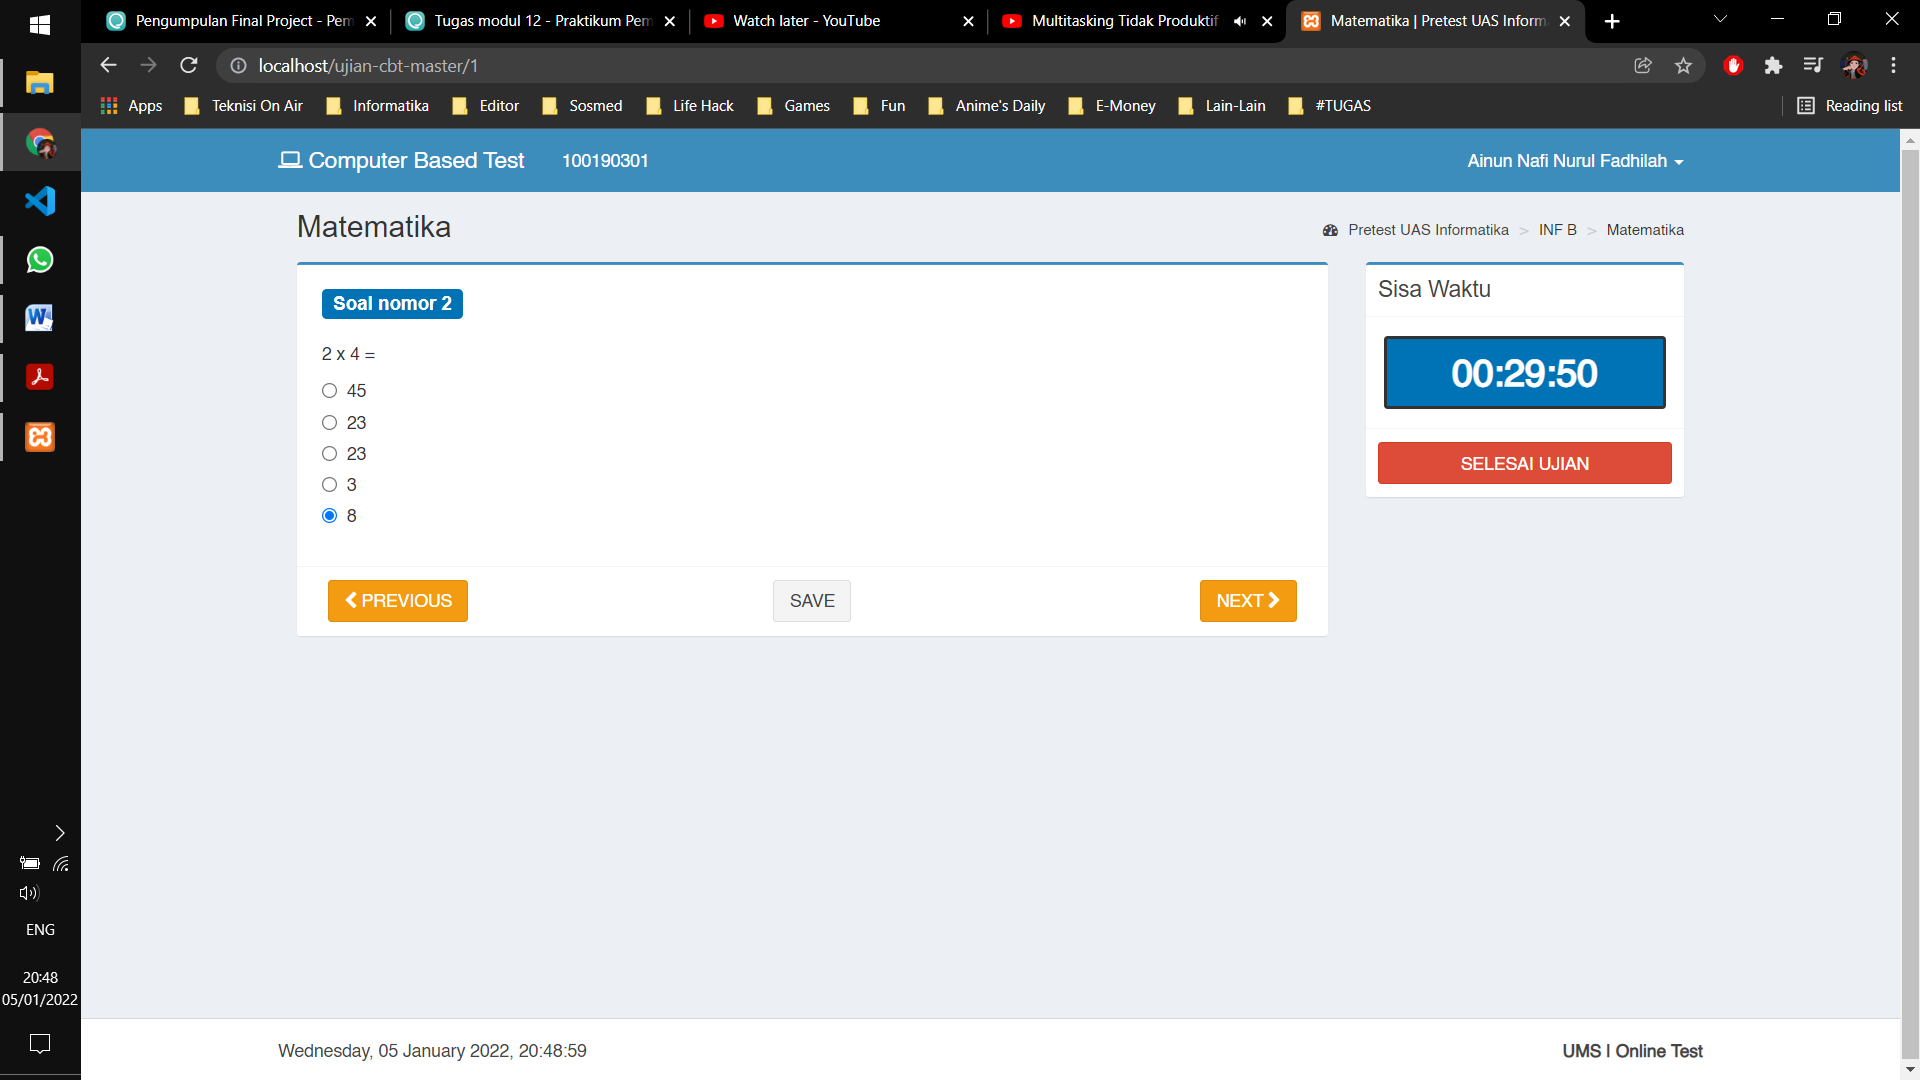 Pengumpulan Final Project - Pem
Tugas modul 12 - Praktikum Pem
Watch later - YouTube
Multitasking Tidak Produktif
Matematika | Pretest UAS Inform
localhost/ujian-cbt-master/1
Apps
Teknisi On Air
Informatika
Editor
Sosmed
Life Hack
Games
Fun
Anime's Daily
E-Money
Lain-Lain
#TUGAS
Reading list
Computer Based Test
100190301
Ainun Nafi Nurul Fadhilah
Matematika
Pretest UAS Informatika > INF B > Matematika
Soal nomor 2
2 x 4 =
45
23
23
3
8
PREVIOUS
SAVE
NEXT
Sisa Waktu
00:29:50
SELESAI UJIAN
ENG
20:48
05/01/2022
Wednesday, 05 January 2022, 20:48:59
UMS | Online Test